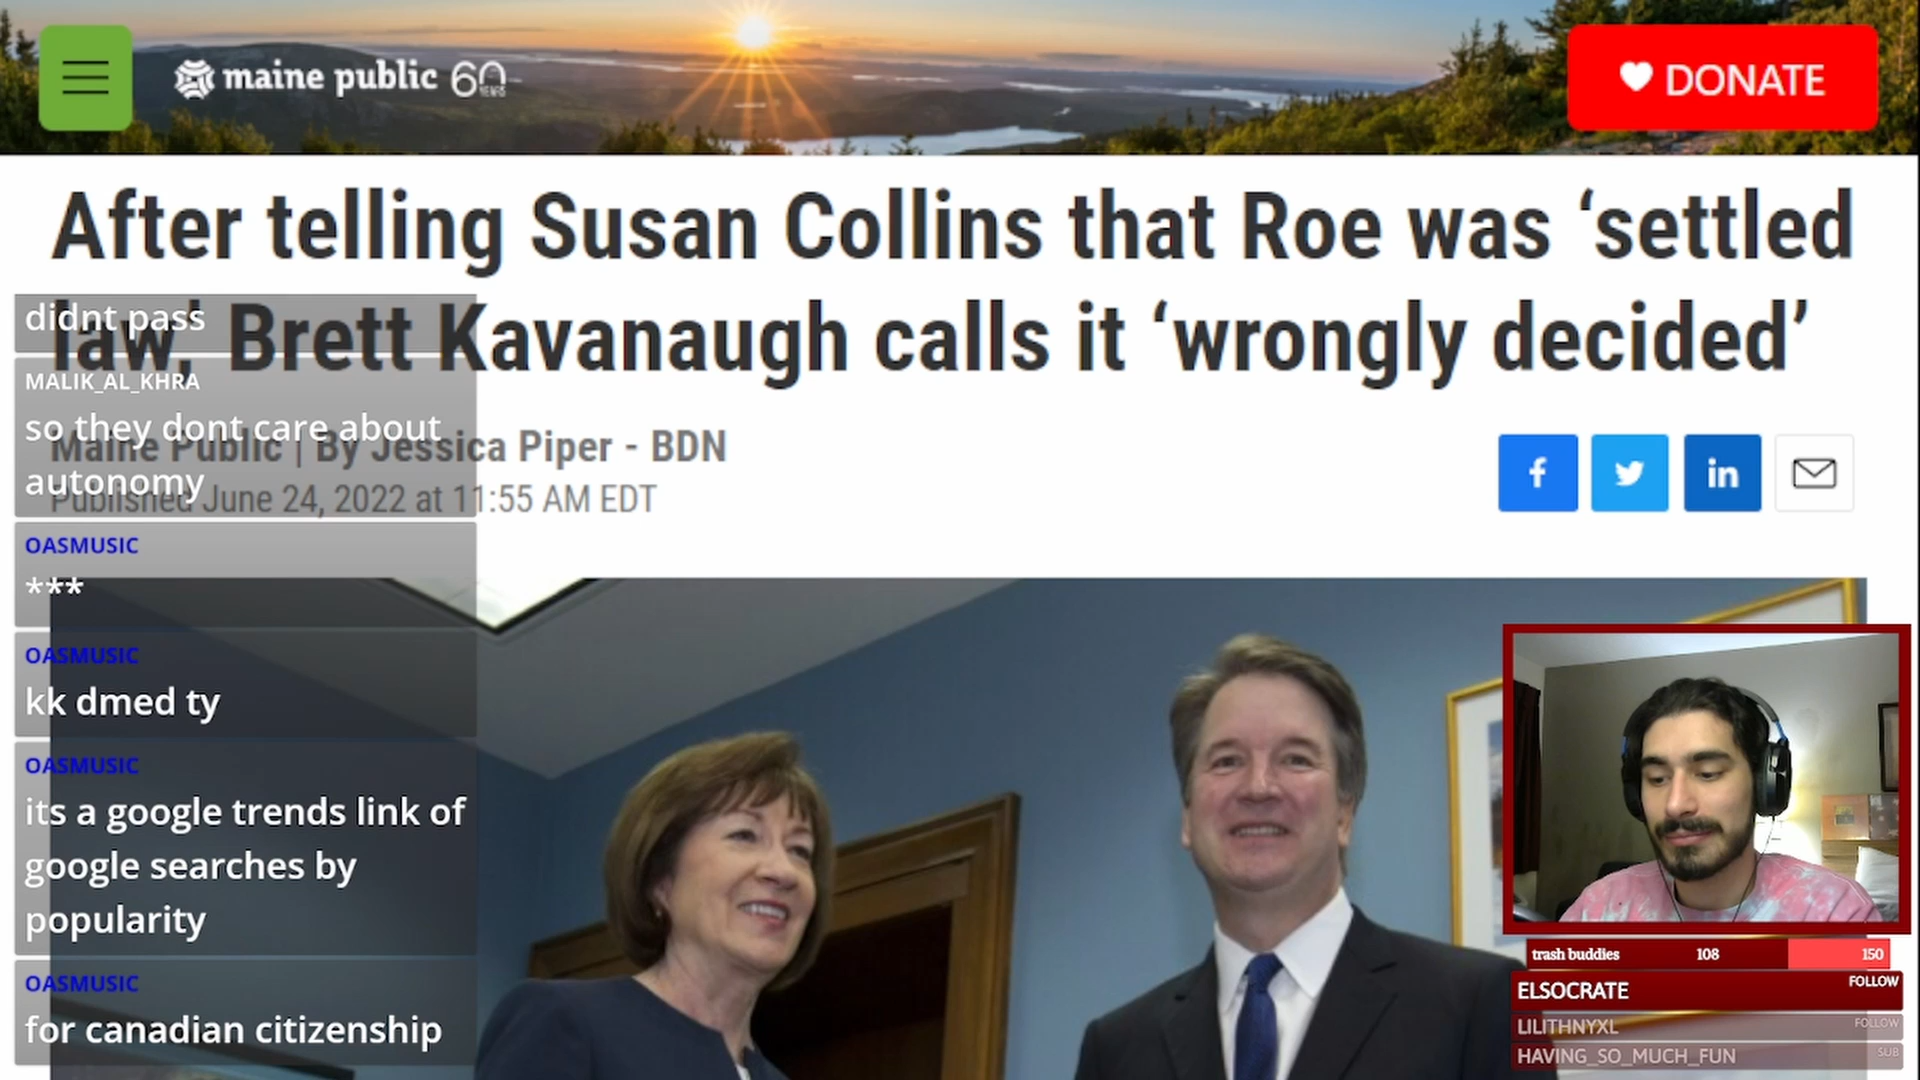 maine public 60
YEARS
DONATE
After telling Susan Collins that Roe was ‘settled
law,’ Brett Kavanaugh calls it ‘wrongly decided’
Maine Public | By Jessica Piper - BDN
Published June 24, 2022 at 11:55 AM EDT
f
in
didnt pass
MALIK_AL_KHRA
so they dont care about
autonomy
OASMUSIC
***
OASMUSIC
kk dmed ty
OASMUSIC
its a google trends link of
google searches by
popularity
OASMUSIC
for canadian citizenship
trash buddies 108 150
ELSOCRATE FOLLOW
LILITHNYXL FOLLOW
HAVING_SO_MUCH_FUN SUB